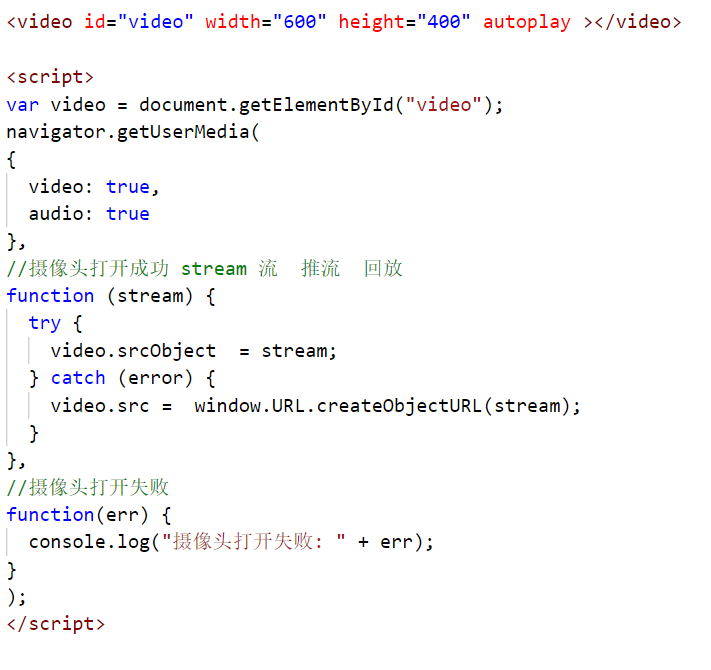 <video id="video" width="600" height="400" autoplay ></video>

<script>
var video = document.getElementById("video");
navigator.getUserMedia(
{
  video: true,
  audio: true
},
//摄像头打开成功 stream 流  推流  回放
function (stream) {
  try {
    video.srcObject  = stream;
  } catch (error) {
    video.src =  window.URL.createObjectURL(stream);
  }
},
//摄像头打开失败
function(err) {
  console.log("摄像头打开失败: " + err);
}
);
</script>